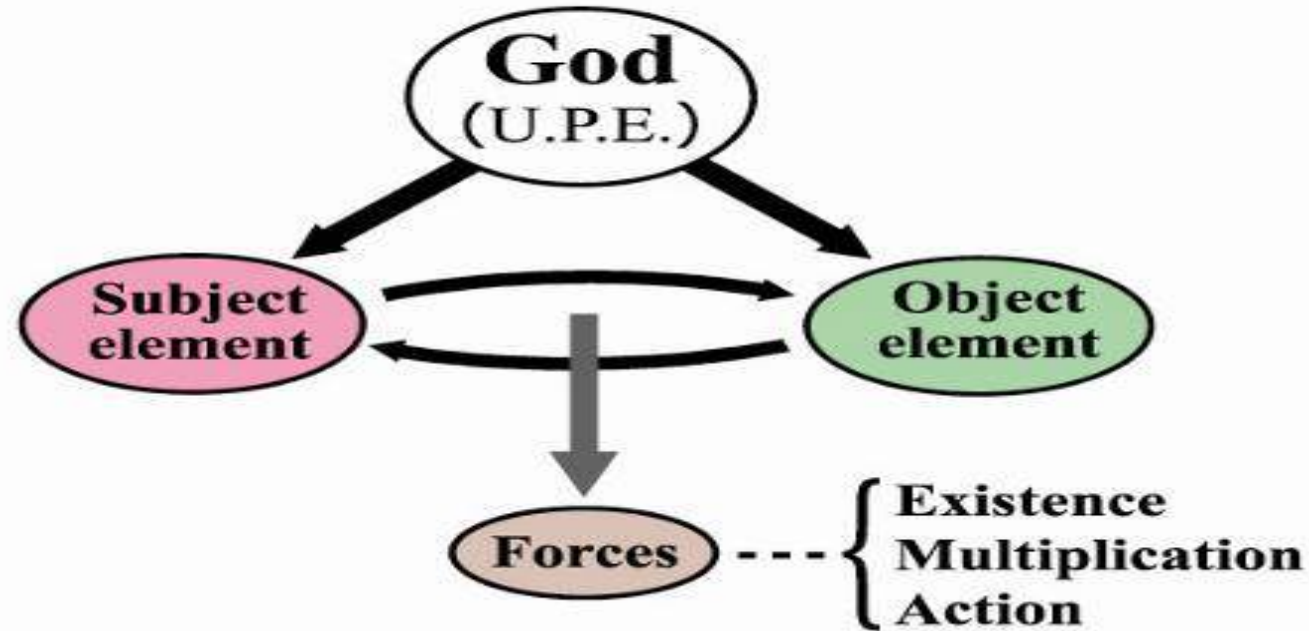 God
(U.P.E.)
Subject
element
Object
element
Forces
Existence
Multiplication
Action